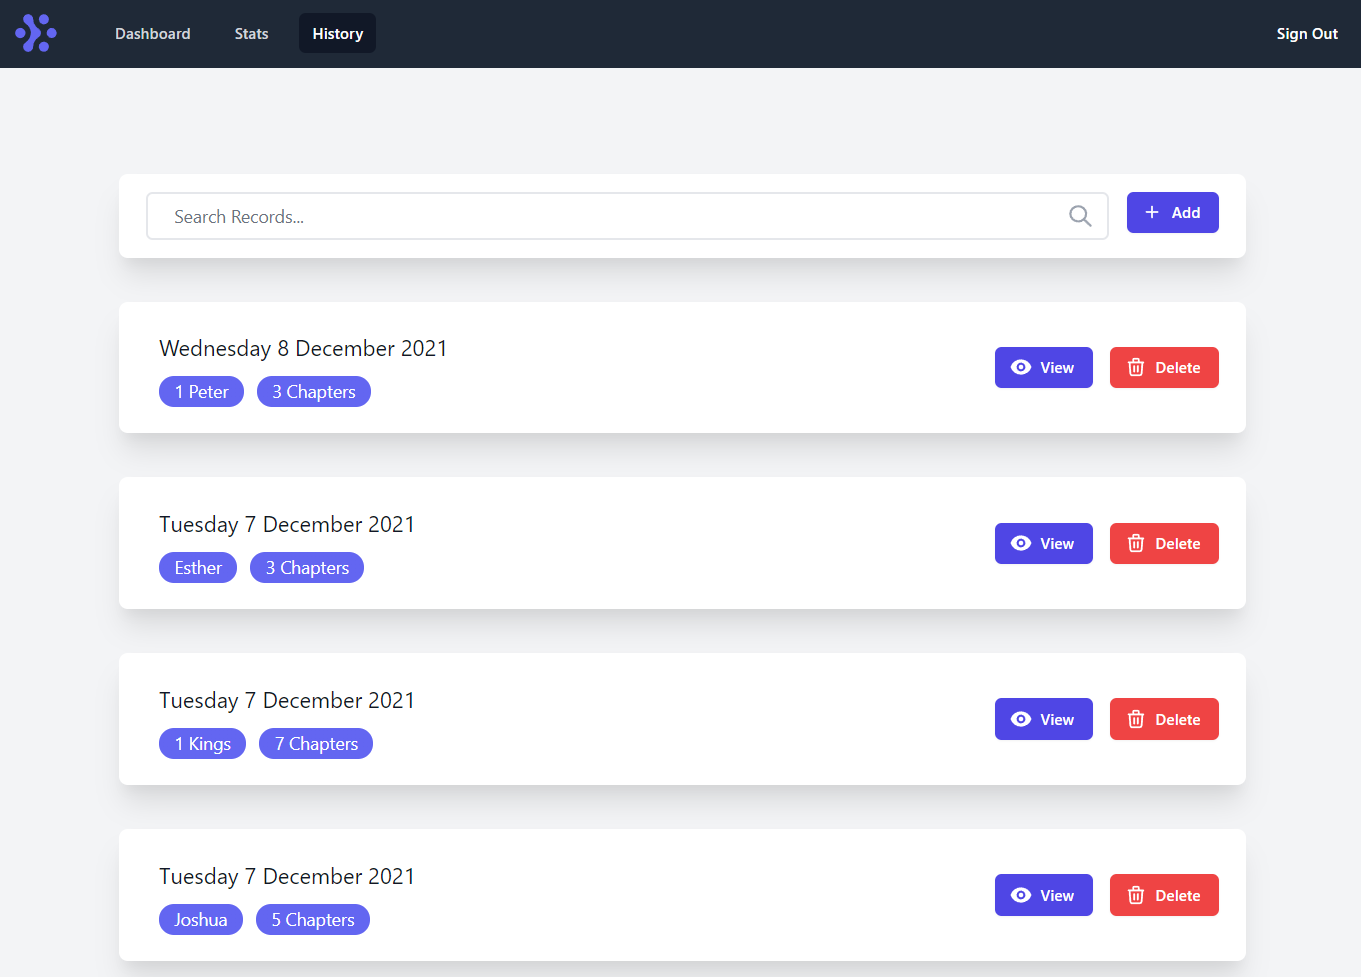 Dashboard Stats History Sign Out
Search Records... Add
Wednesday 8 December 2021
1 Peter 3 Chapters View Delete
Tuesday 7 December 2021
Esther 3 Chapters View Delete
Tuesday 7 December 2021
1 Kings 7 Chapters View Delete
Tuesday 7 December 2021
Joshua 5 Chapters View Delete